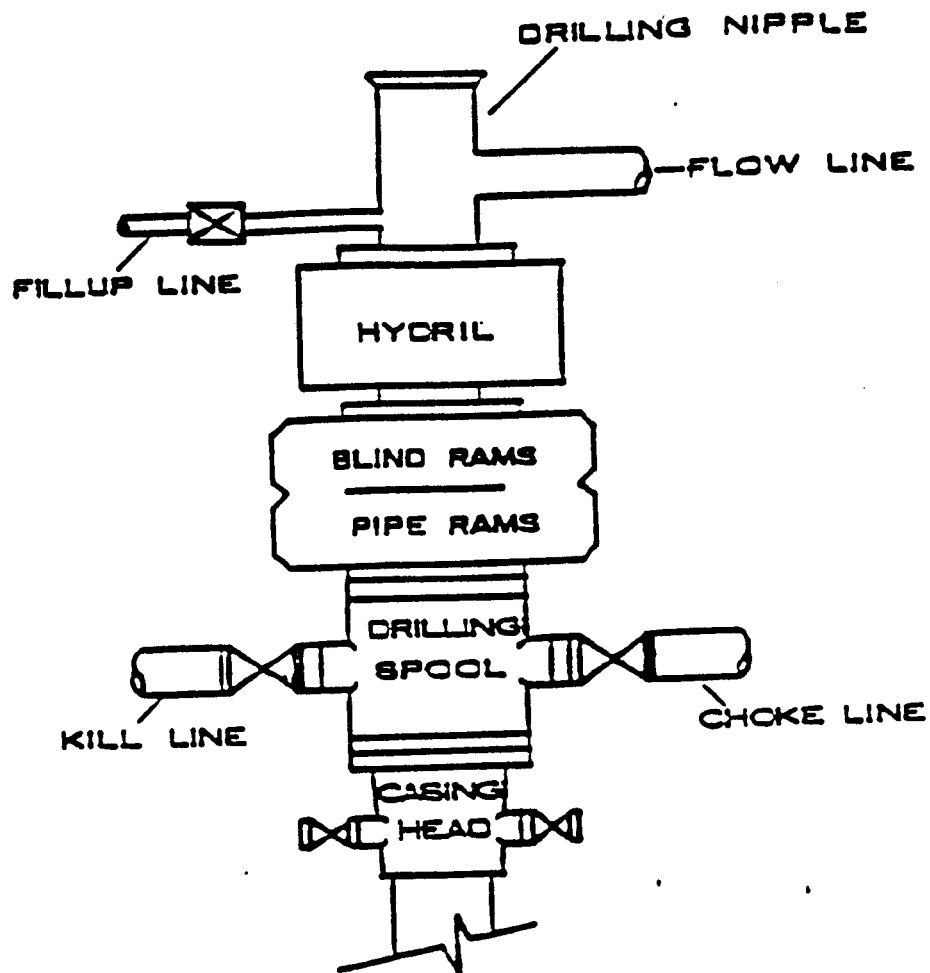 DRILLING NIPPLE
FLOW LINE
FILLUP LINE
HYDRIL
BLIND RAMS
PIPE RAMS
DRILLING
SPOOL
KILL LINE
CHOKE LINE
CASING
HEAD